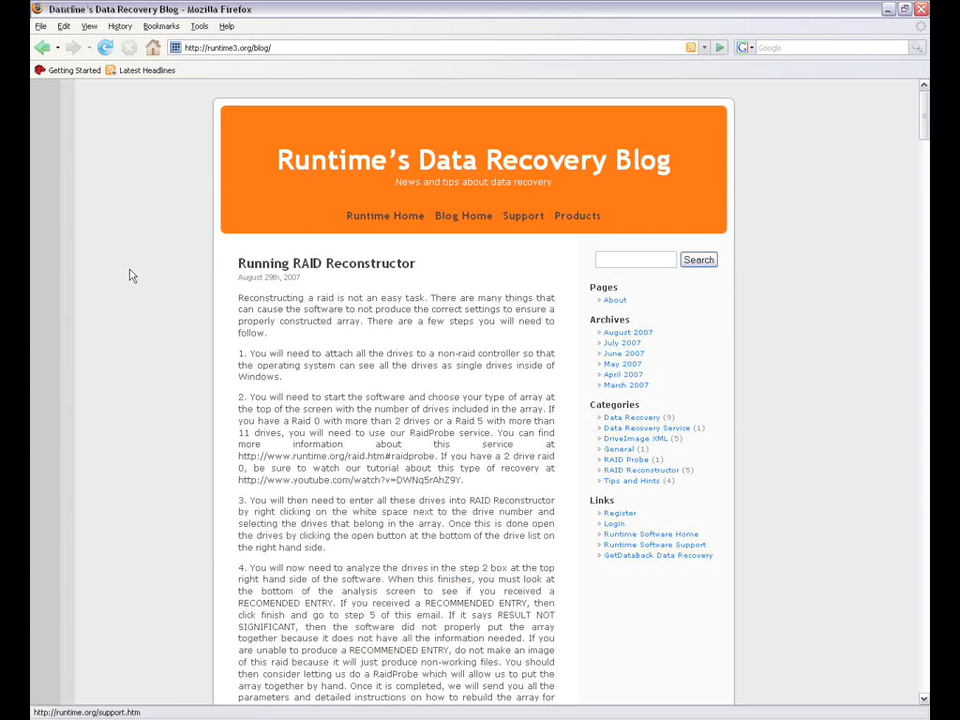 Runtime's Data Recovery Blog - Mozilla Firefox
File Edit View History Bookmarks Tools Help
http://runtime3.org/blog/
Google
Getting Started Latest Headlines
Runtime's Data Recovery Blog
News and tips about data recovery
Runtime Home Blog Home Support Products
Running RAID Reconstructor
August 29th, 2007
Reconstructing a raid is not an easy task. There are many things that
can cause the software to not produce the correct settings to ensure a
properly constructed array. There are a few steps you will need to
follow.
1. You will need to attach all the drives to a non-raid controller so that
the operating system can see all the drives as single drives inside of
Windows.
2. You will need to start the software and choose your type of array at
the top of the screen with the number of drives included in the array. If
you have a Raid 0 with more than 2 drives or a Raid 5 with more than
11 drives, you will need to use our RaidProbe service. You can find
more information about this service at
http://www.runtime.org/raid.htm#raidprobe. If you have a 2 drive raid
0, be sure to watch our tutorial about this type of recovery at
http://www.youtube.com/watch?v=DWNq5rAhZ9Y.
3. You will then need to enter all these drives into RAID Reconstructor
by right clicking on the white space next to the drive number and
selecting the drives that belong in the array. Once this is done open
the drives by clicking the open button at the bottom of the drive list on
the right hand side.
4. You will now need to analyze the drives in the step 2 box at the top
right hand side of the software. When this finishes, you must look at
the bottom of the analysis screen to see if you received a
RECOMENDED ENTRY. If you received a RECOMMENDED ENTRY, then
click finish and go to step 5 of this email. If it says RESULT NOT
SIGNIFICANT, then the software did not properly put the array
together because it does not have all the information needed. If you
are unable to produce a RECOMMENDED ENTRY, do not make an image
of this raid because it will just produce non-working files. You should
then consider letting us do a RaidProbe which will allow us to put the
array together by hand. Once it is completed, we will send you all the
parameters and detailed instructions on how to rebuild the array for
Search
Pages
» About
Archives
» August 2007
» July 2007
» June 2007
» May 2007
» April 2007
» March 2007
Categories
» Data Recovery (9)
» Data Recovery Service (1)
» DriveImage XML (5)
» General (1)
» RAID Probe (1)
» RAID Reconstructor (5)
» Tips and Hints (4)
Links
» Register
» Login
» Runtime Software Home
» Runtime Software Support
» GetDataBack Data Recovery
http://runtime.org/support.htm